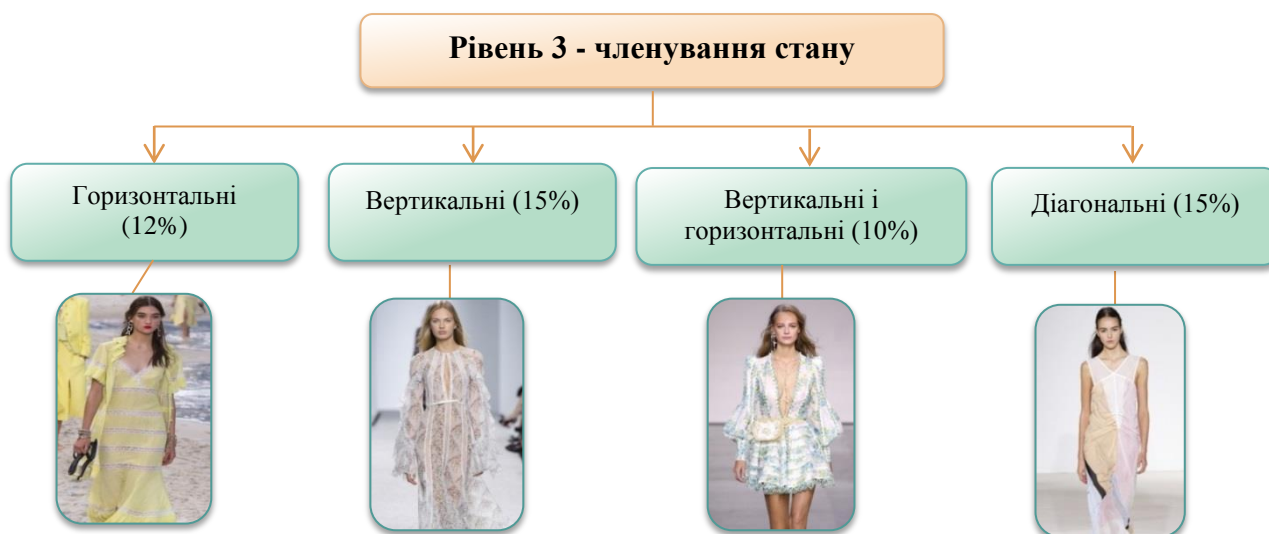 Рівень 3 - членування стану
Горизонтальні
(12%)
Вертикальні (15%)
Вертикальні і
горизонтальні (10%)
Діагональні (15%)